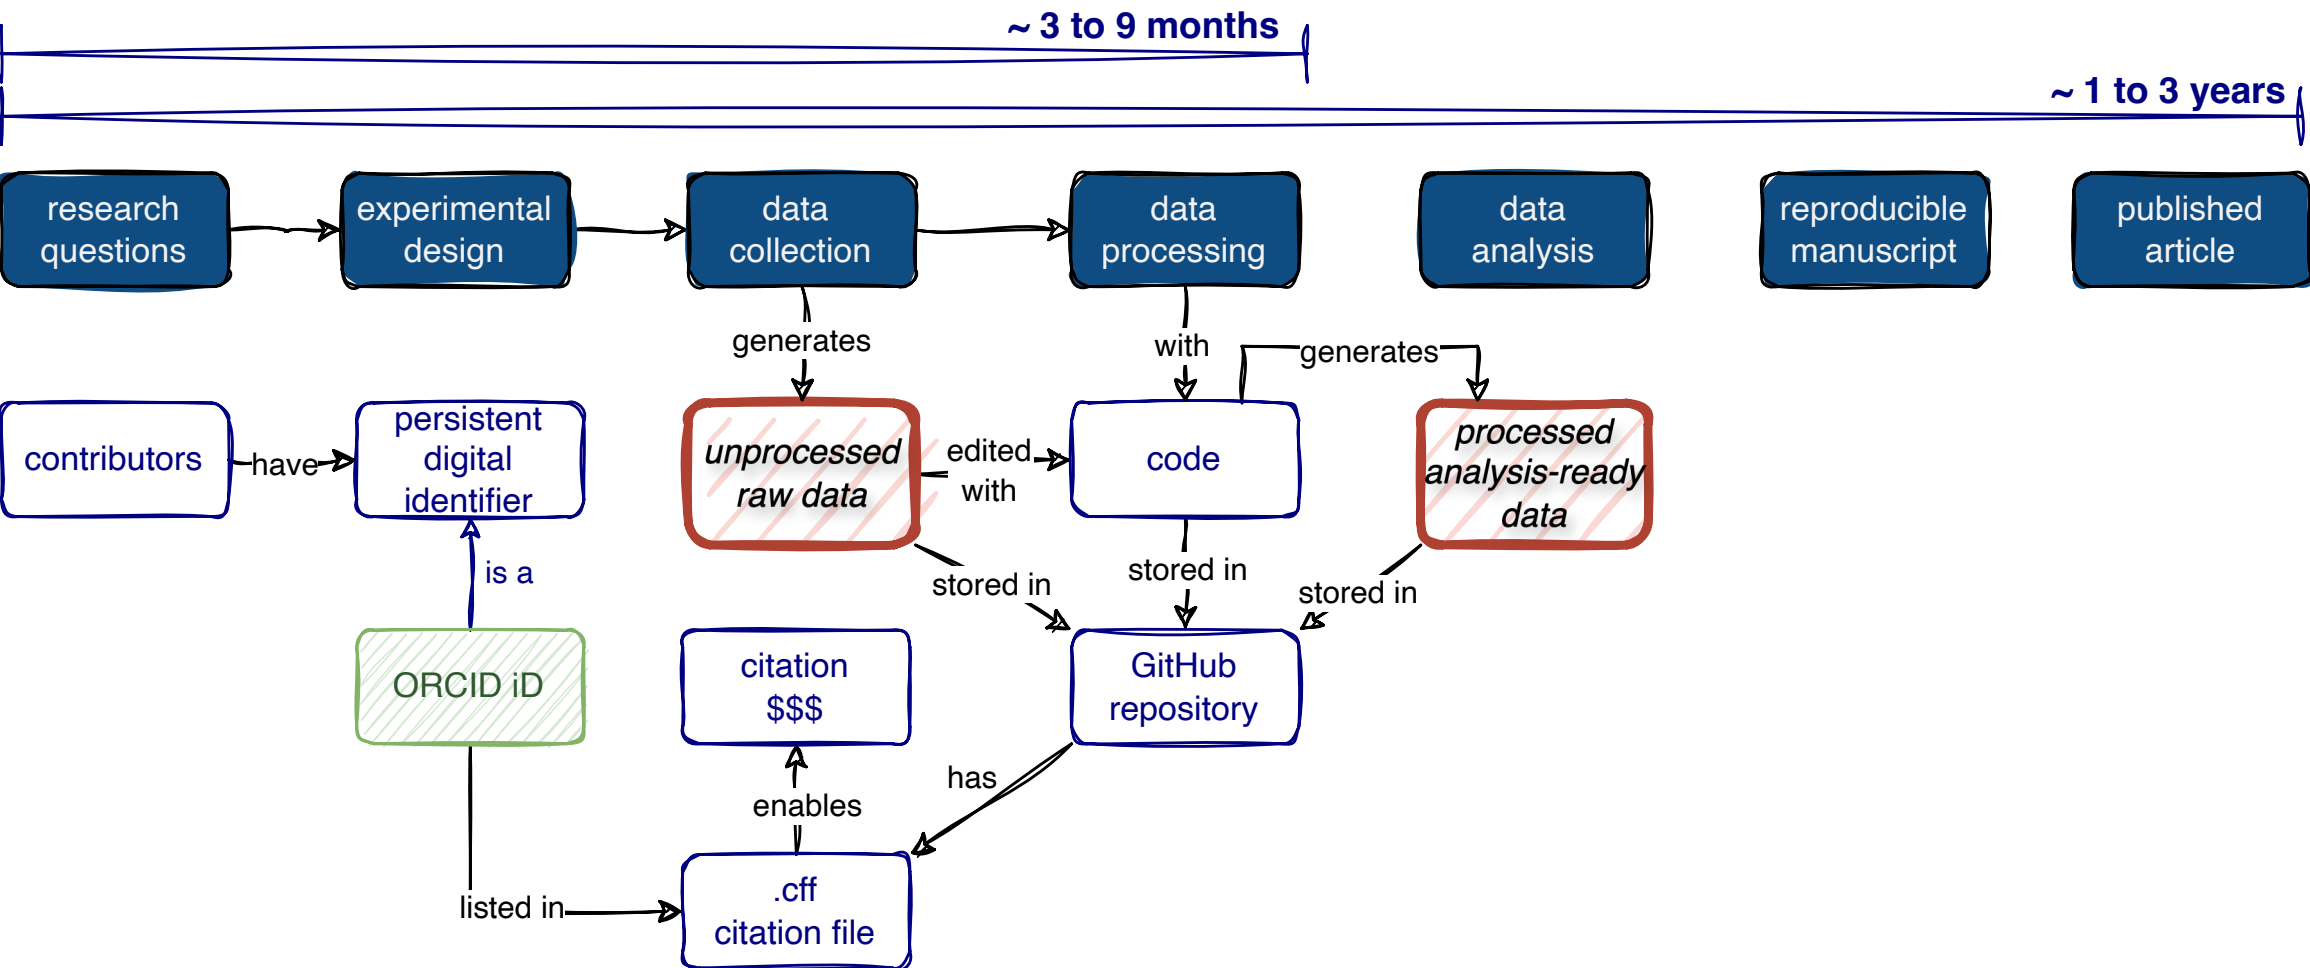 ~ 3 to 9 months
~ 1 to 3 years
research
questions
experimental
design
data
collection
data
processing
data
analysis
reproducible
manuscript
published
article
generates
with
generates
contributors
have
persistent
digital
identifier
unprocessed
raw data
edited
with
code
processed
analysis-ready
data
is a
stored in
stored in
stored in
ORCID iD
citation
$$$
GitHub
repository
has
enables
listed in
.cff
citation file